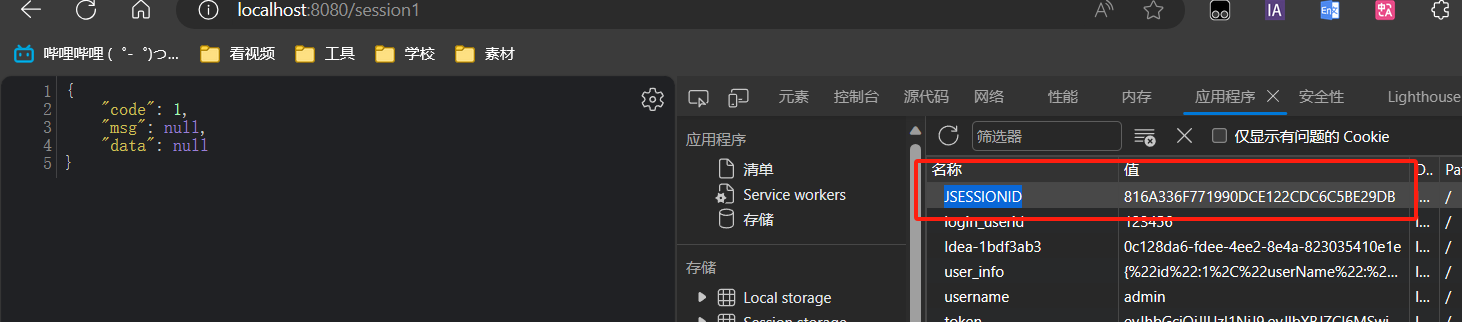 localhost:8080/session1
哔哩哔哩 (゜-゜)つ... 看视频 工具 学校 素材
1 {
2 "code": 1,
3 "msg": null,
4 "data": null
5 }
元素 控制台 源代码 网络 性能 内存 应用程序 安全性 Lighthouse
应用程序
清单
Service workers
存储
存储
Local storage
筛选器 仅显示有问题的 Cookie
名称 值 D... Pat
JSESSIONID 816A336F771990DCE122CDC6C5BE29DB l... /
login_userid 123456 l... /
Idea-1bdf3ab3 0c128da6-fdee-4ee2-8e4a-823035410e1e l... /
user_info {%22id%22:1%2C%22userName%22:%2... l... /
username admin l... /